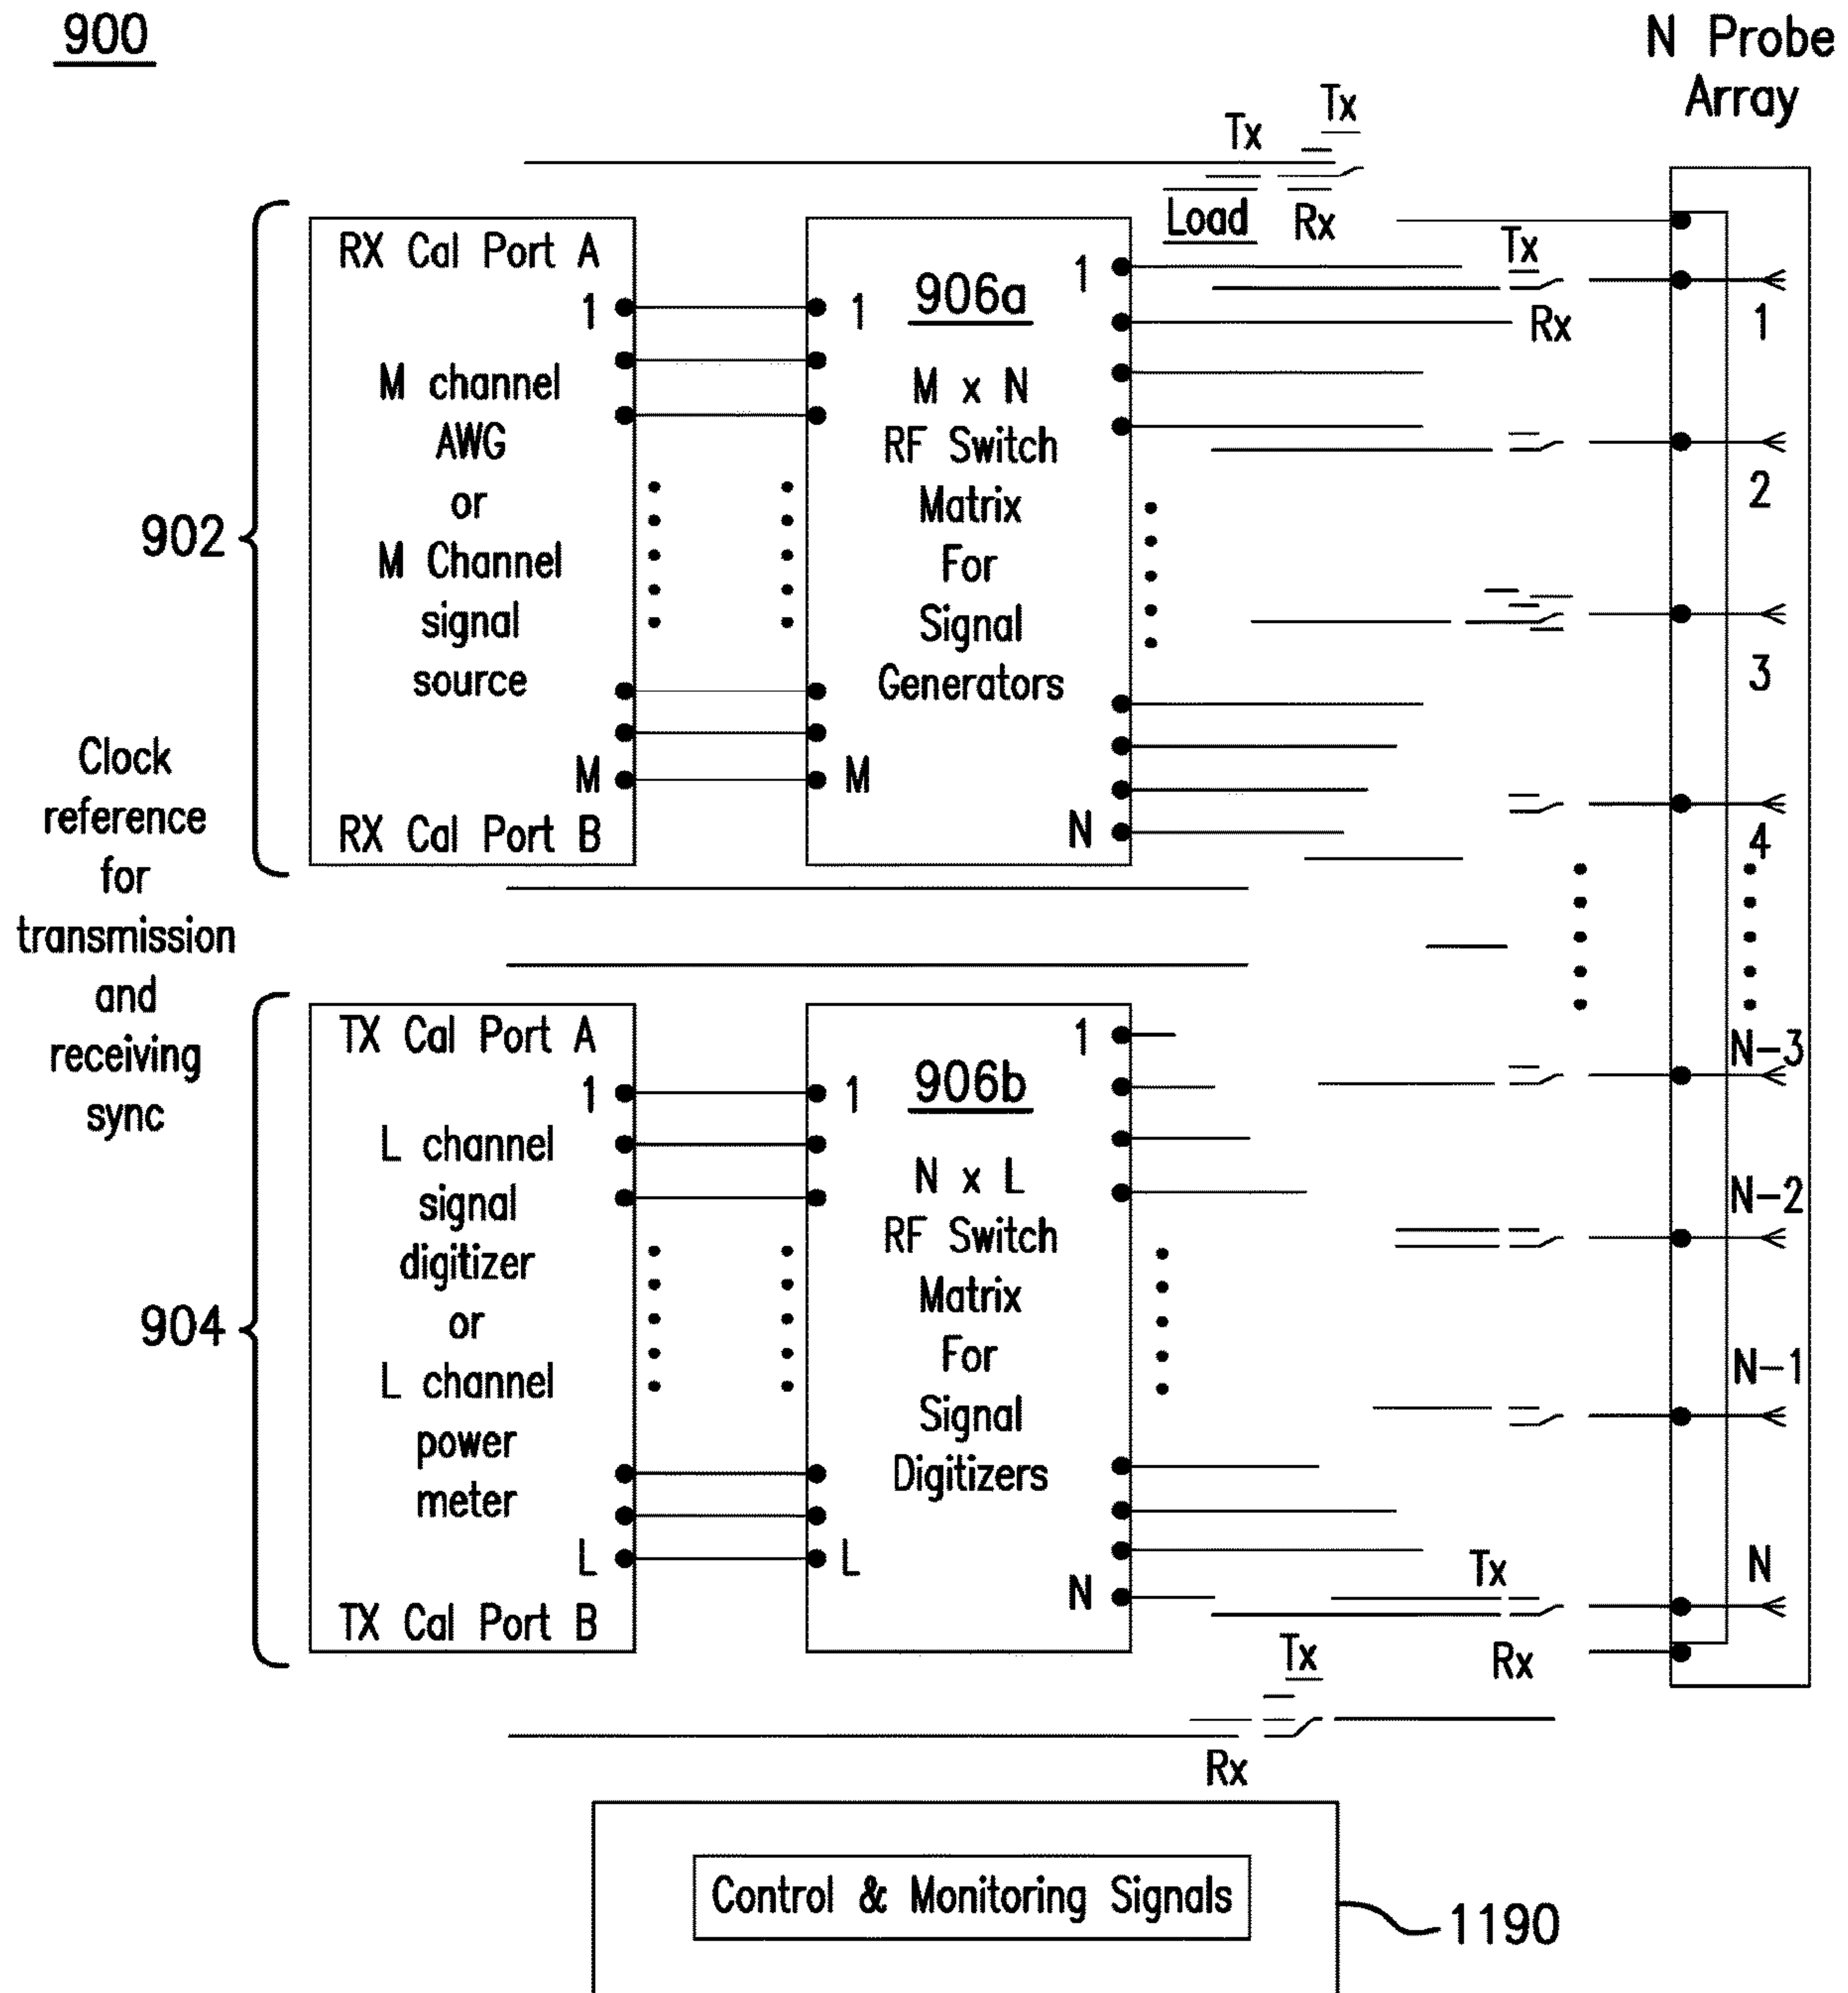 900
N Probe
Array
Tx
Tx
Load
Rx
RX Cal Port A
1
M channel
AWG
or
M Channel
signal
source
M
RX Cal Port B
902
1
906a
M x N
RF Switch
Matrix
For
Signal
Generators
M
1
N
Tx
Rx
1
2
3
4
Clock
reference
for
transmission
and
receiving
sync
904
TX Cal Port A
1
L channel
signal
digitizer
or
L channel
power
meter
L
TX Cal Port B
1
906b
N x L
RF Switch
Matrix
For
Signal
Digitizers
L
1
N
N-3
N-2
N-1
N
Tx
Rx
Tx
Rx
Control & Monitoring Signals
1190